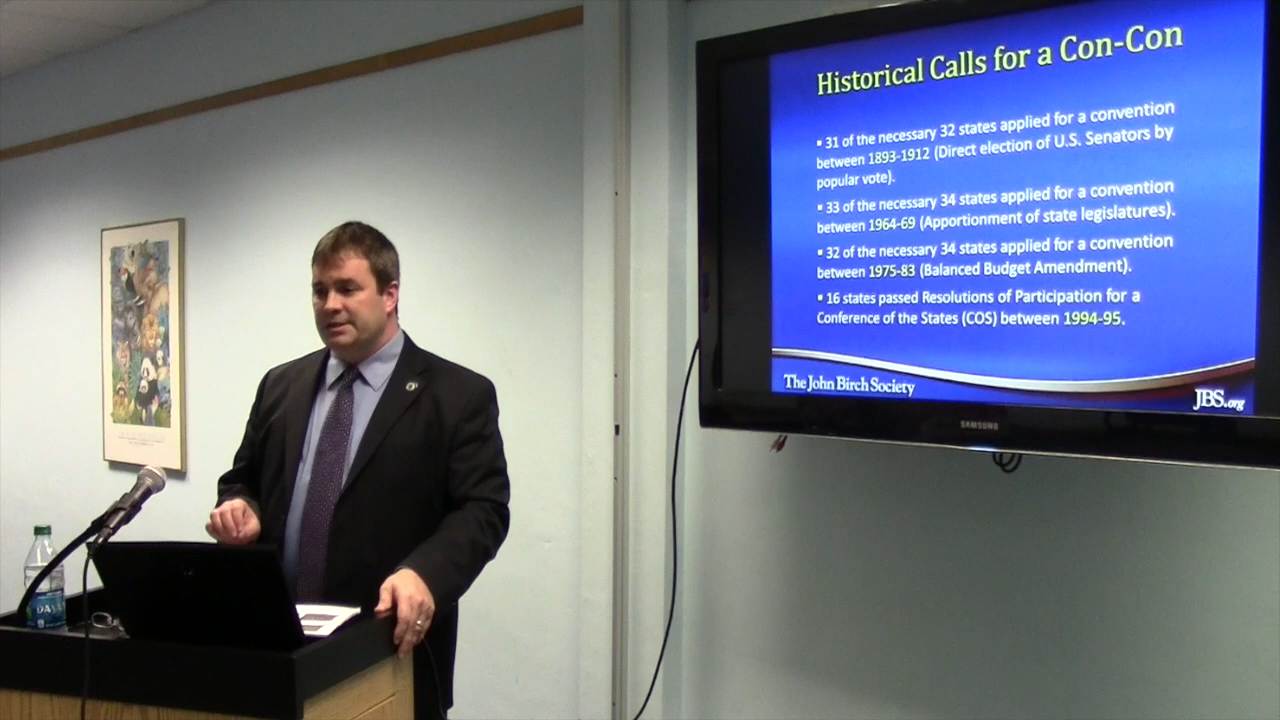 Historical Calls for a Con-Con
▪ 31 of the necessary 32 states applied for a convention
between 1893-1912 (Direct election of U.S. Senators by
popular vote).
▪ 33 of the necessary 34 states applied for a convention
between 1964-69 (Apportionment of state legislatures).
▪ 32 of the necessary 34 states applied for a convention
between 1975-83 (Balanced Budget Amendment).
▪ 16 states passed Resolutions of Participation for a
Conference of the States (COS) between 1994-95.
The John Birch Society
JBS.org
SAMSUNG
DASA